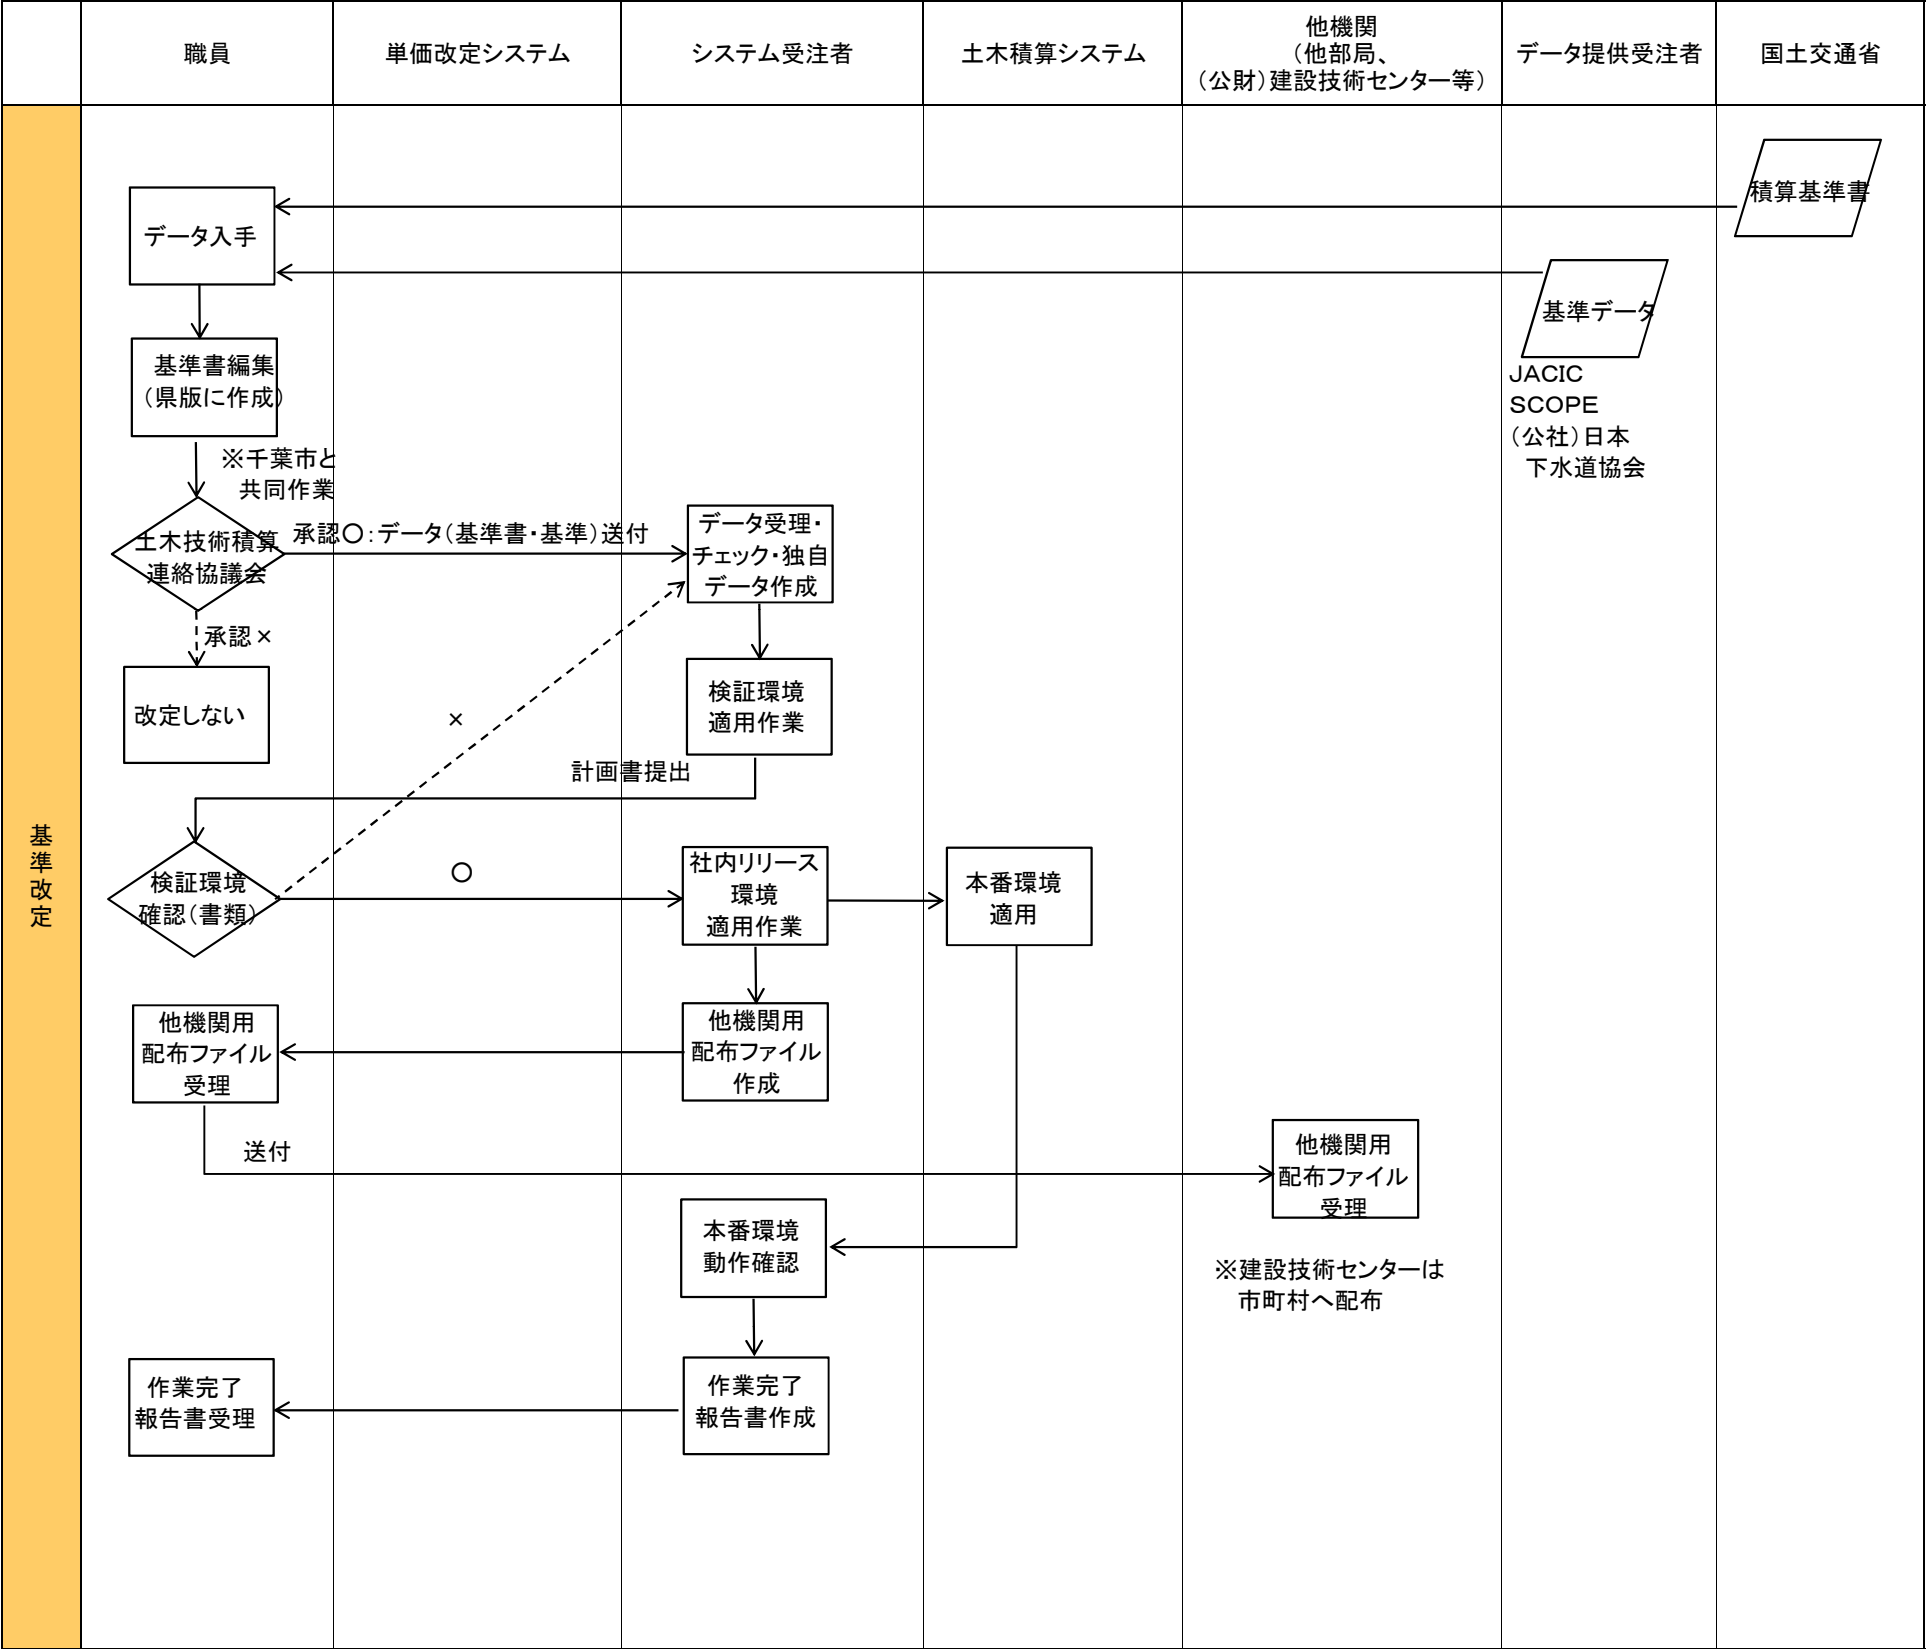 職員
単価改定システム
システム受注者
土木積算システム
他機関
（他部局、
（公財）建設技術センター等）
データ提供受注者
国土交通省
基準改定
積算基準書
データ入手
基準データ
JACIC
SCOPE
（公社）日本
下水道協会
基準書編集
（県版に作成）
※千葉市と
共同作業
土木技術積算
連絡協議会
承認〇：データ（基準書・基準）送付
データ受理・
チェック・独自
データ作成
承認×
改定しない
検証環境
適用作業
×
計画書提出
検証環境
確認（書類）
〇
社内リリース
環境
適用作業
本番環境
適用
他機関用
配布ファイル
受理
他機関用
配布ファイル
作成
送付
他機関用
配布ファイル
受理
本番環境
動作確認
※建設技術センターは
市町村へ配布
作業完了
報告書受理
作業完了
報告書作成